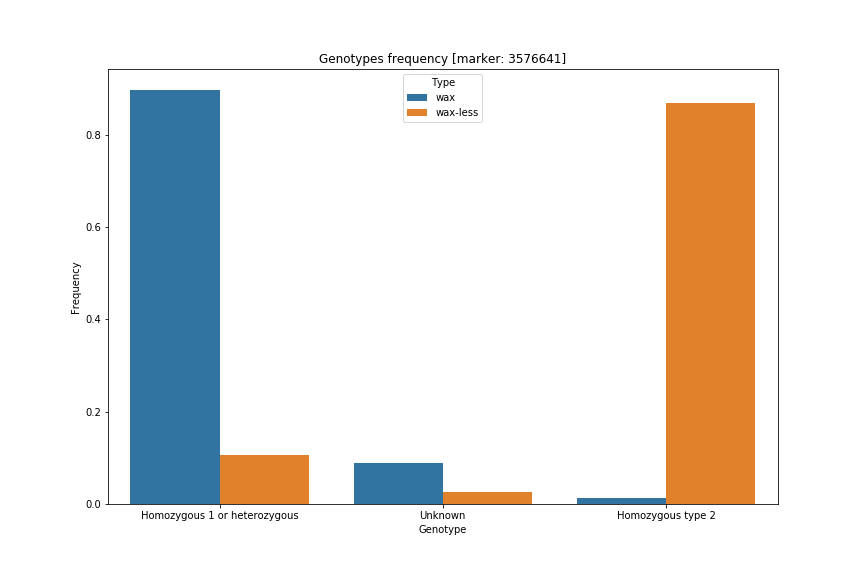 Genotypes frequency [marker: 3576641]
Type
wax
wax-less
Frequency
0.8
0.6
0.4
0.2
0.0
Homozygous 1 or heterozygous
Unknown
Homozygous type 2
Genotype